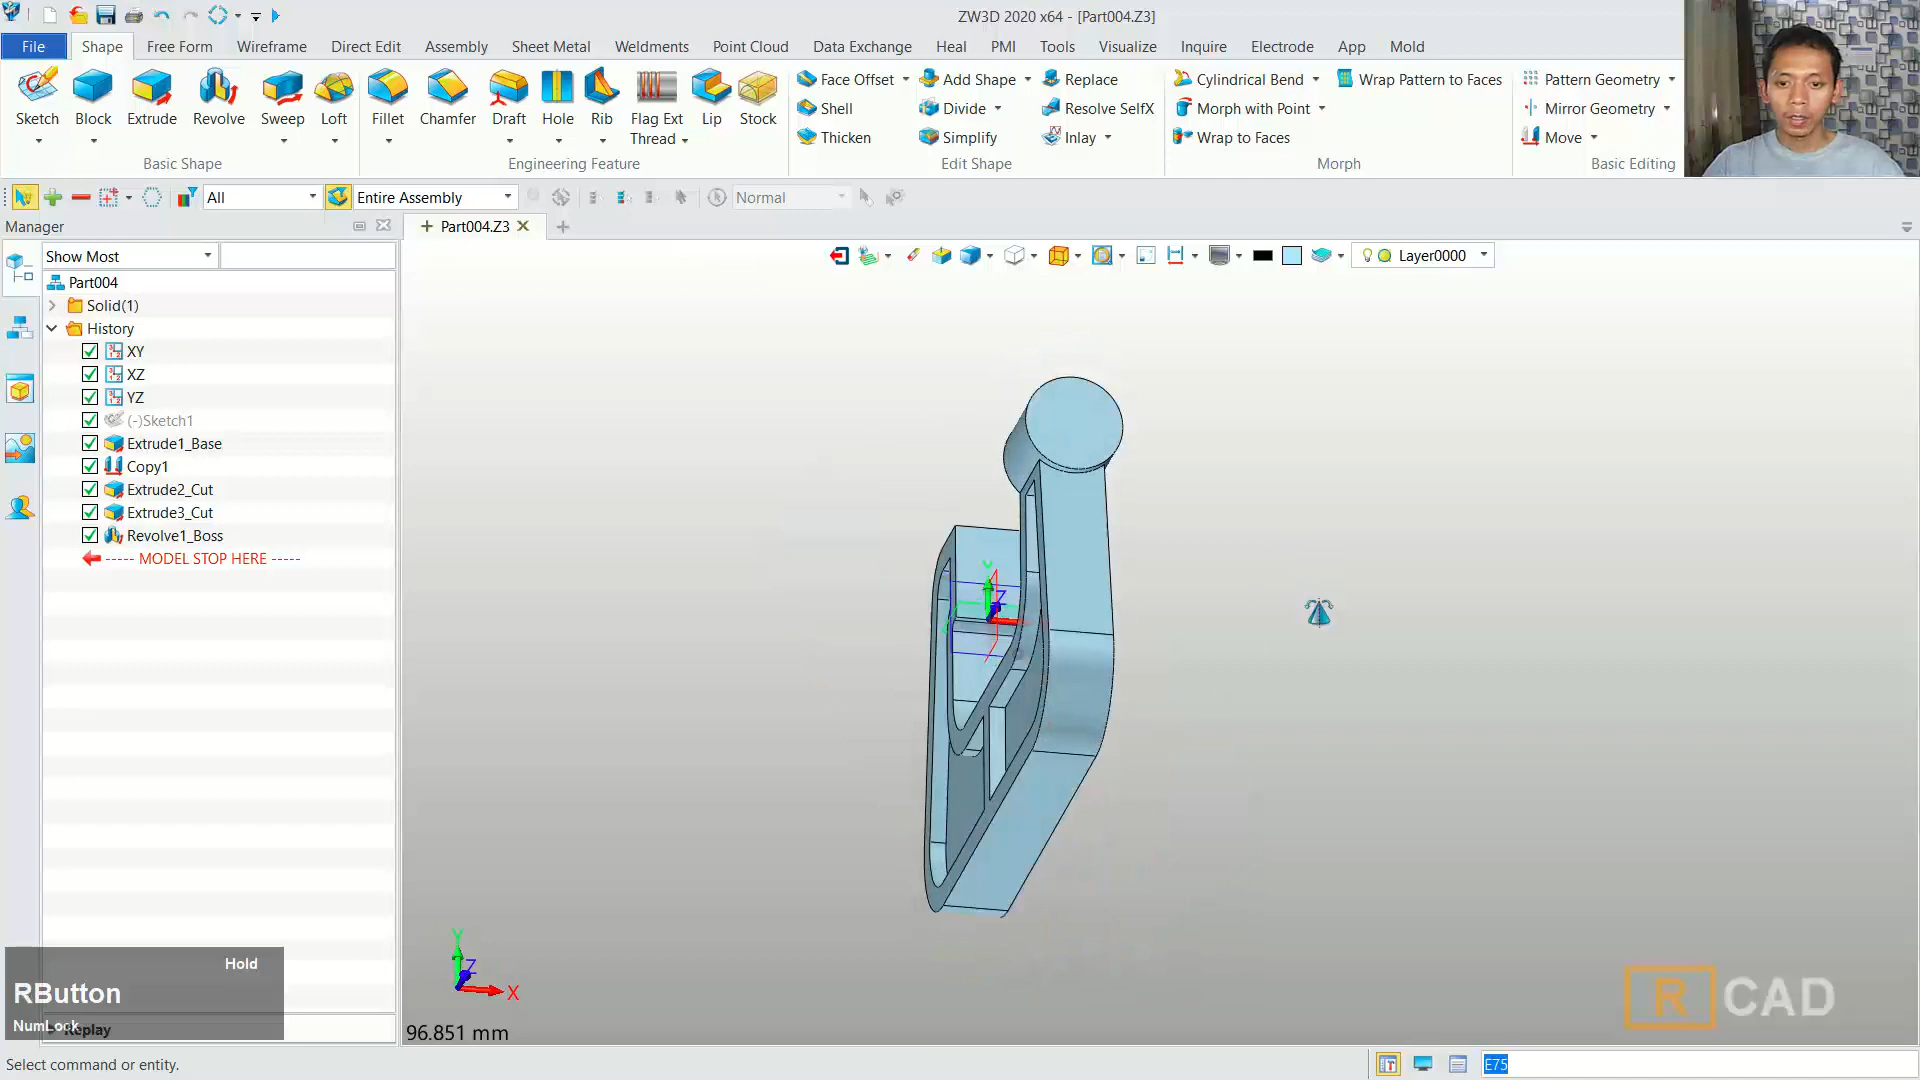 ZW3D 2020 x64 - [Part004.Z3]
File Shape Free Form Wireframe Direct Edit Assembly Sheet Metal Weldments Point Cloud Data Exchange Heal PMI Tools Visualize Inquire Electrode App Mold
Sketch Block Extrude Revolve Sweep Loft Fillet Chamfer Draft Hole Rib Flag Ext Thread Lip Stock
Face Offset Add Shape Replace Cylindrical Bend Wrap Pattern to Faces Pattern Geometry
Shell Divide Resolve SelfX Morph with Point Mirror Geometry
Thicken Simplify Inlay Wrap to Faces Move
Basic Shape Engineering Feature Edit Shape Morph Basic Editing
All Entire Assembly Normal
Manager Part004.Z3
Show Most Layer0000
Part004
Solid(1)
History
XY
XZ
YZ
(-)Sketch1
Extrude1_Base
Copy1
Extrude2_Cut
Extrude3_Cut
Revolve1_Boss
----- MODEL STOP HERE -----
Y
Z
Y
Z
X
Hold
RButton
NumLock
Replay
96.851 mm
R CAD
Select command or entity.
E75